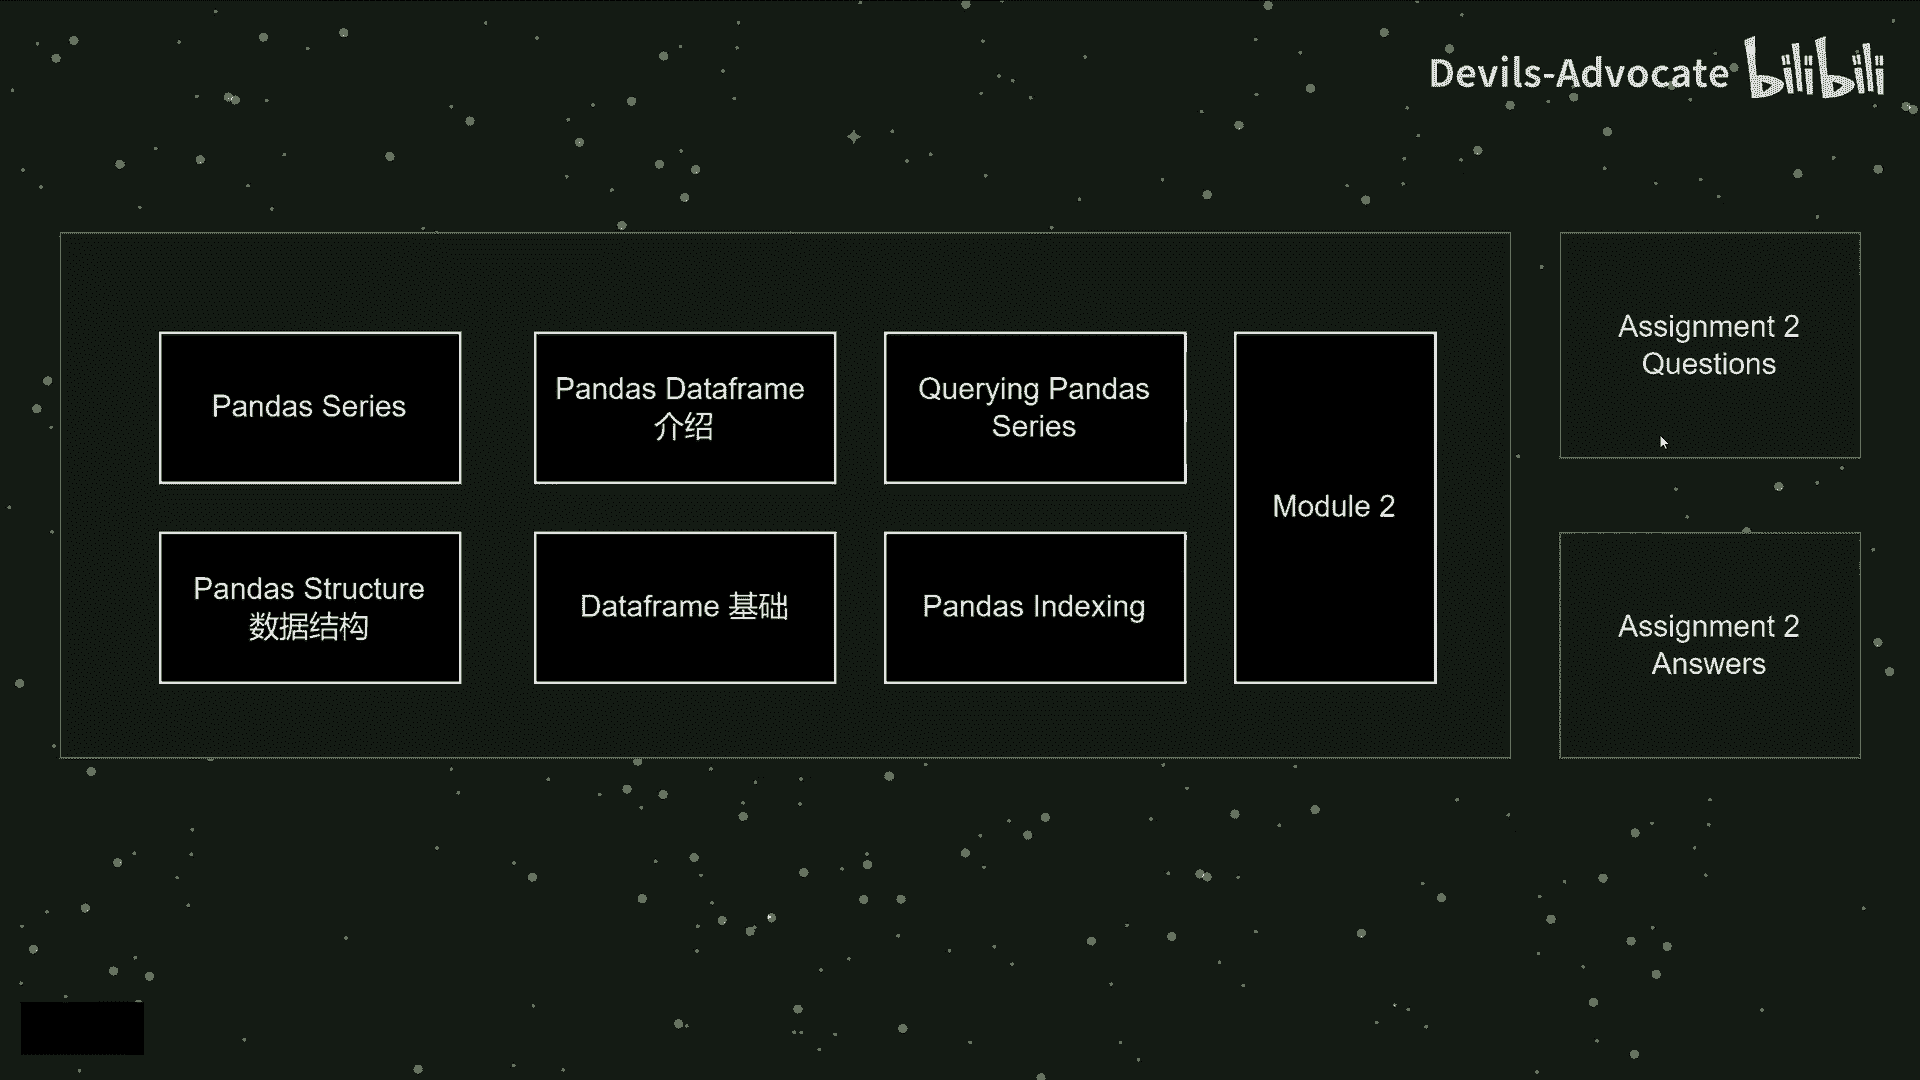 Devils-Advocate bilibili
Pandas Series
Pandas Dataframe
介绍
Querying Pandas
Series
Module 2
Pandas Structure
数据结构
Dataframe 基础
Pandas Indexing
Assignment 2
Questions
Assignment 2
Answers